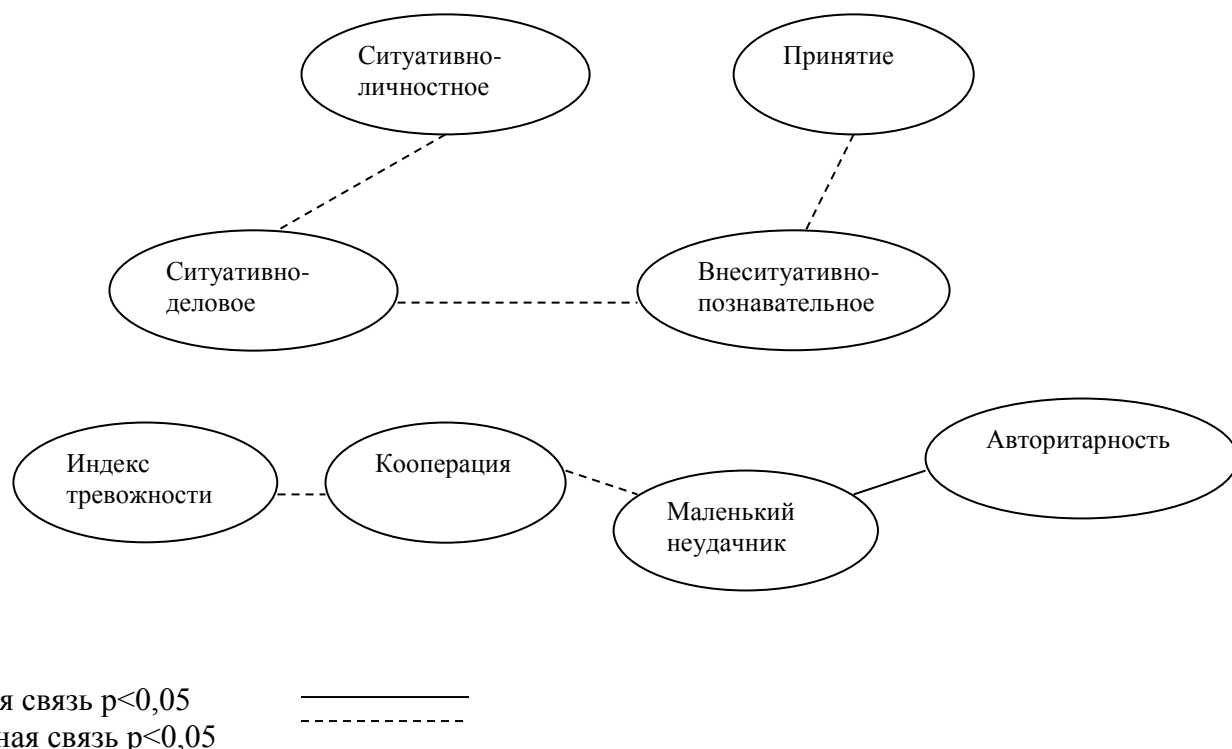 Ситуативно-
личностное
Принятие
Ситуативно-
деловое
Внеситуативно-
познавательное
Индекс
тревожности
Кооперация
Маленький
неудачник
Авторитарность
связь p<0,05
связь p<0,05